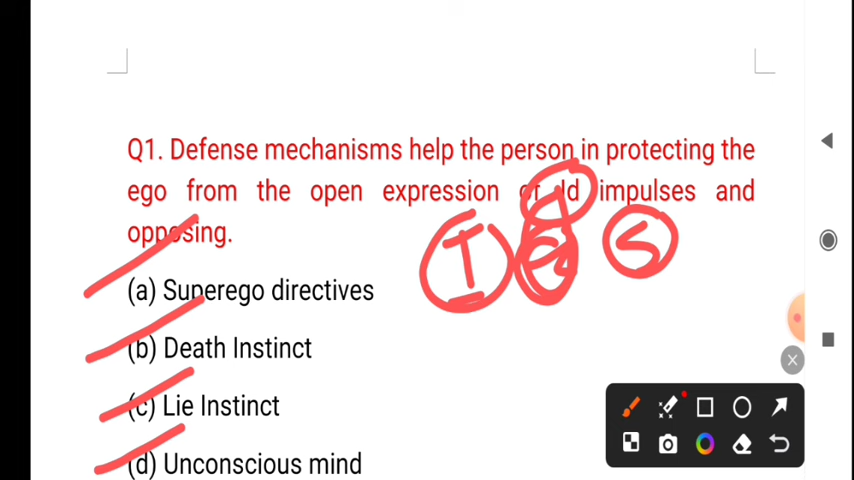 Q1. Defense mechanisms help the person in protecting the
ego from the open expression of Id impulses and
opposing.
I
S
(a) Superego directives
(b) Death Instinct
(c) Lie Instinct
(d) Unconscious mind